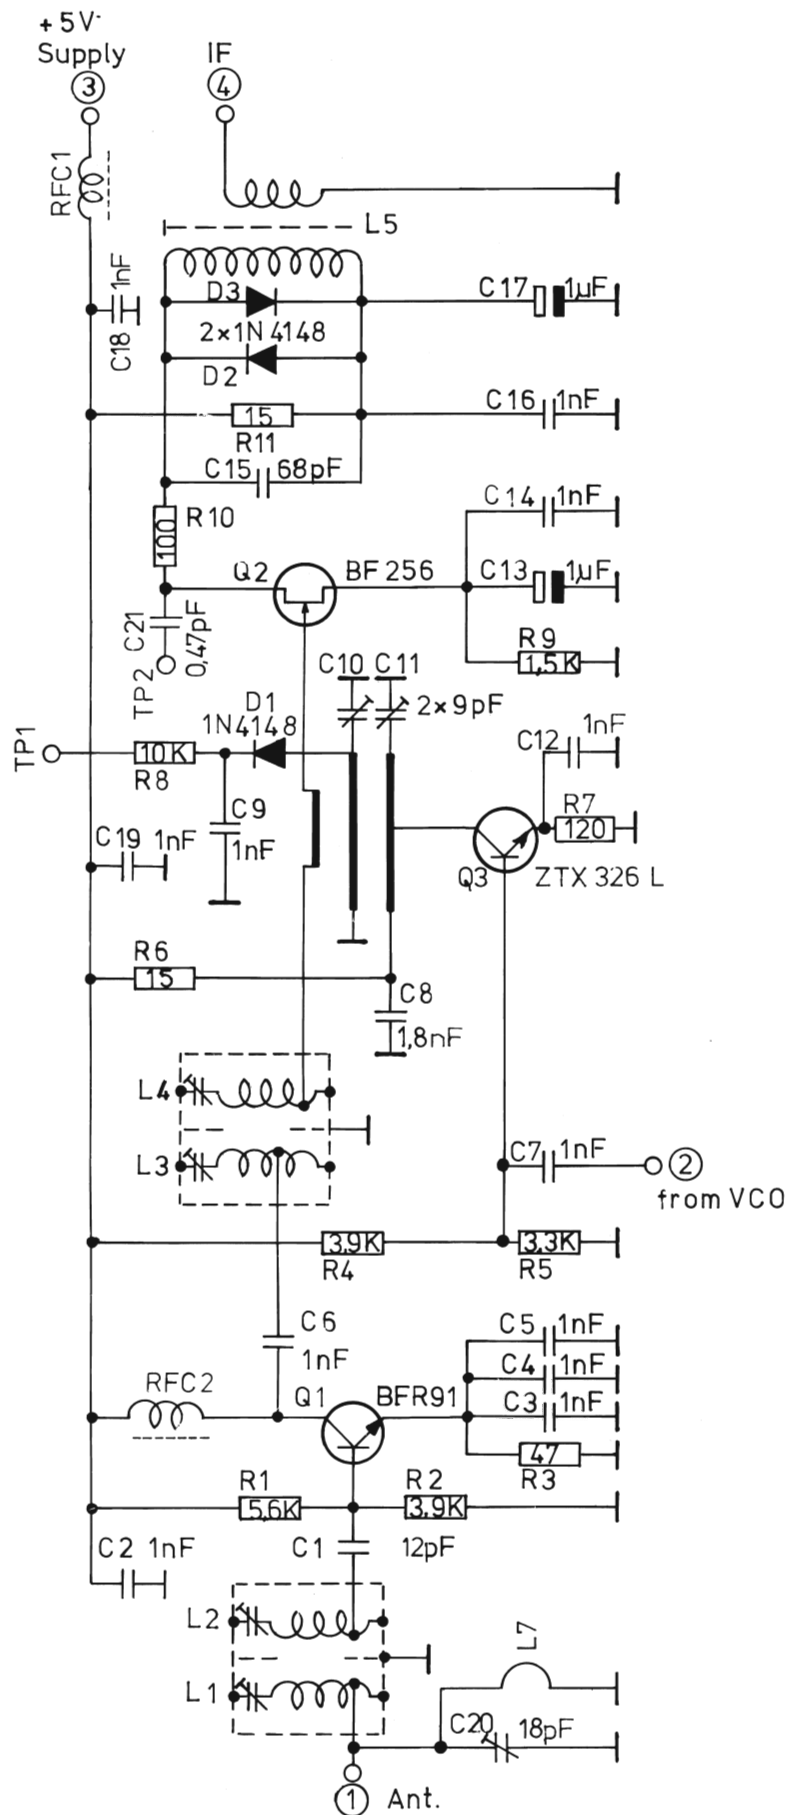 +5V
Supply
3
IF
4
RFC1
L5
C18
1nF
D3
2×1N4148
D2
C17
1µF
C16
1nF
15
R11
C15
68pF
C14
1nF
100
R10
Q2
BF256
C13
1µF
C21
0,47pF
TP2
R9
1,5K
C10
C11
2×9pF
D1
1N4148
TP1
10K
R8
C12
1nF
C9
1nF
R7
120
C19
1nF
Q3
ZTX 326 L
R6
15
C8
1,8nF
L4
L3
C7
1nF
2
from VCO
3,9K
R4
3,3K
R5
C6
1nF
C5
1nF
C4
1nF
C3
1nF
RFC2
Q1
BFR91
47
R3
R1
5,6K
R2
3,9K
C2
1nF
C1
12pF
L2
L1
L7
C20
18pF
1
Ant.